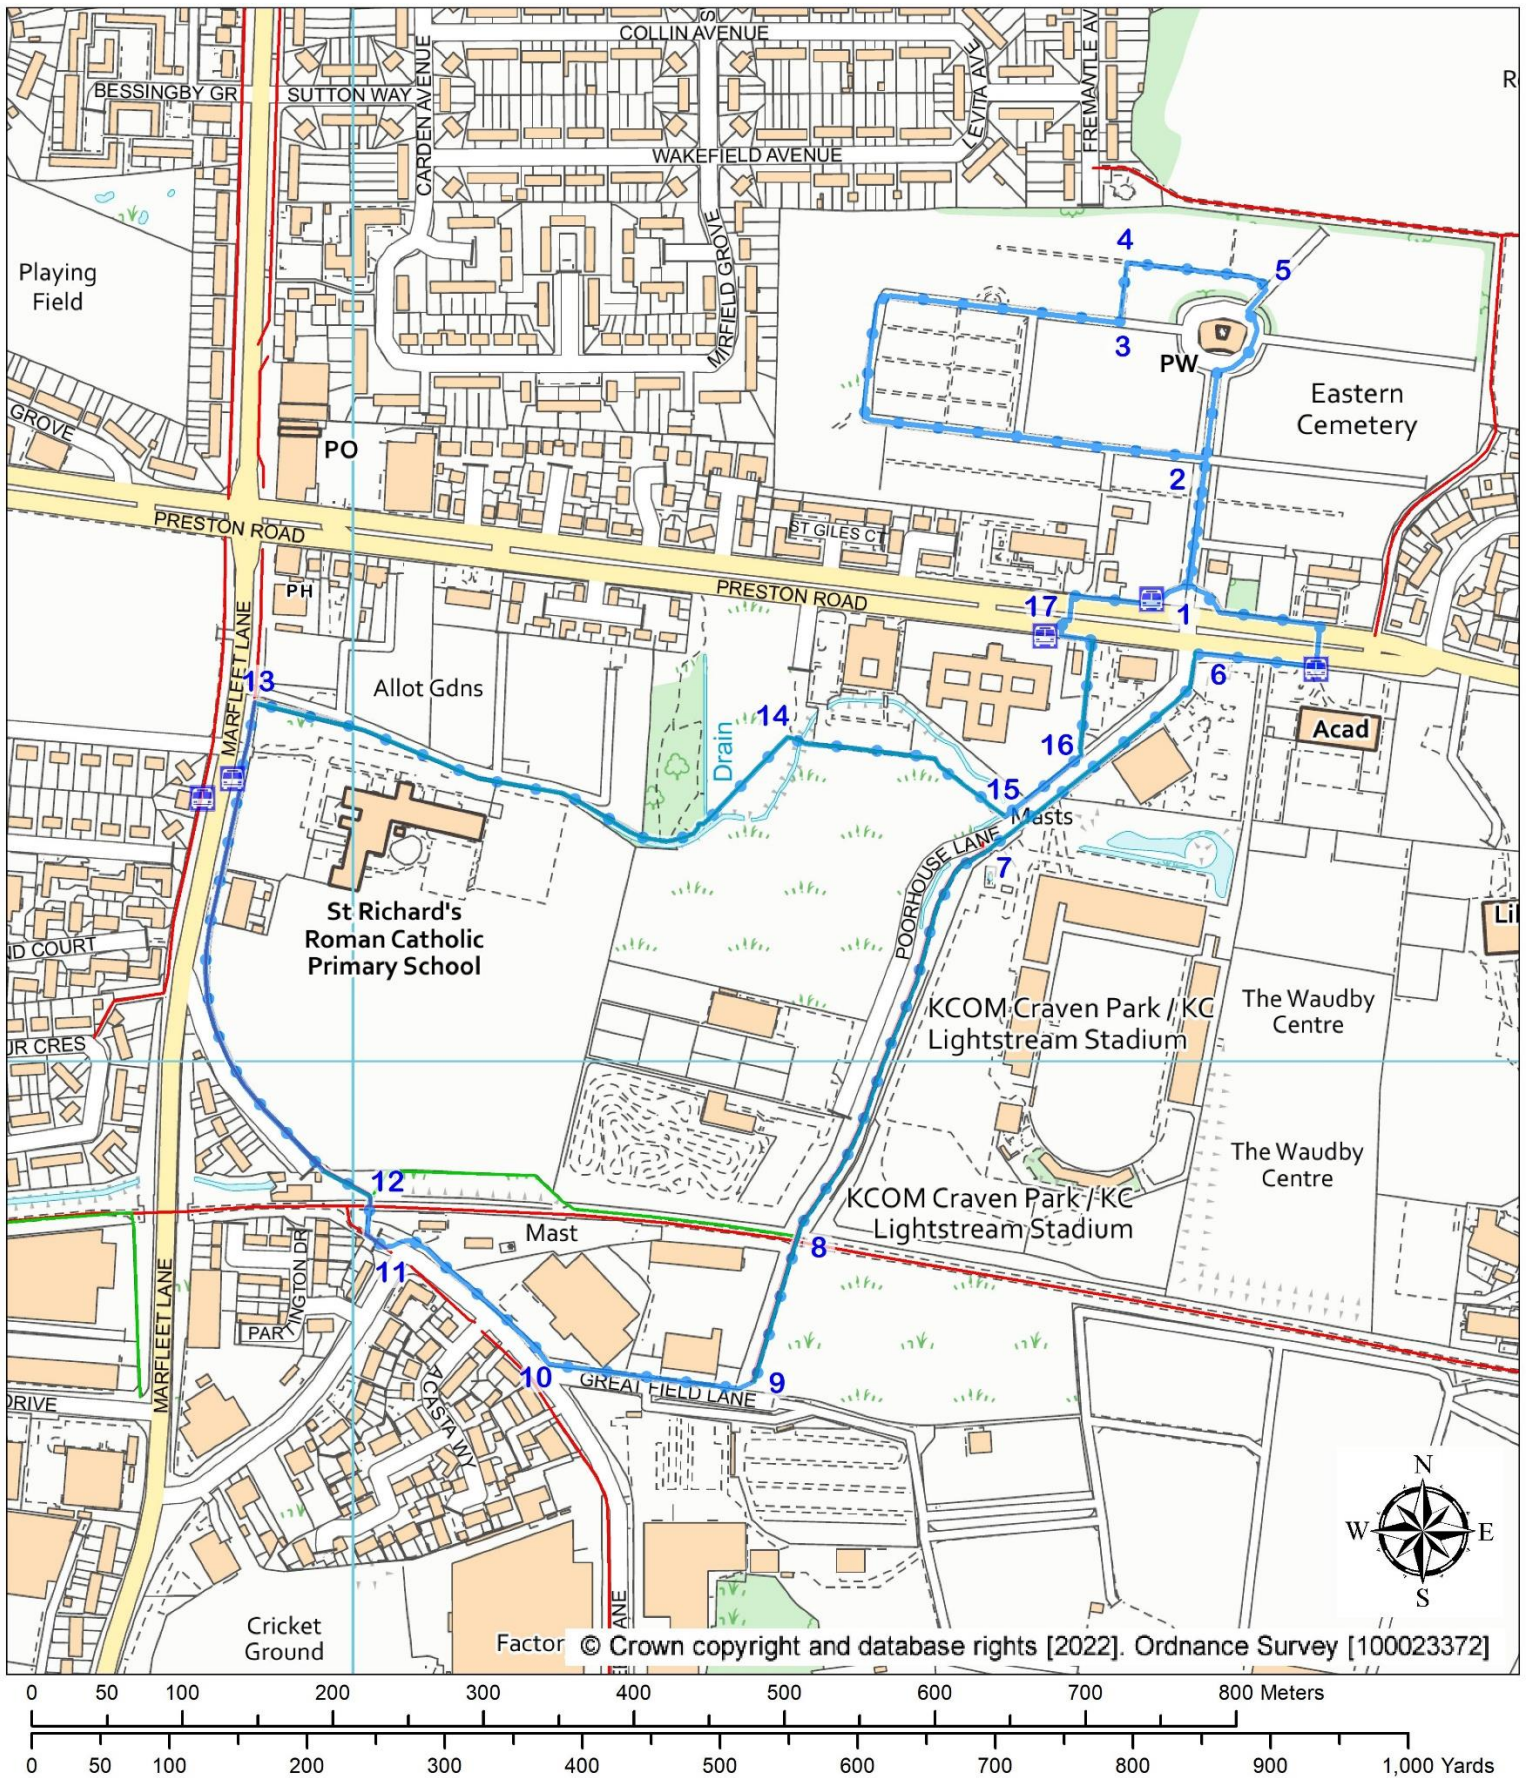 COLLIN AVENUE
S
LEVITA AVE
FREMANTLE AV
R
BESSINGBY GR
SUTTON WAY
CARDEN AVENUE
WAKEFIELD AVENUE
MIRFIELD GROVE
Playing
Field
4
5
3
PW
Eastern
Cemetery
GROVE
PO
2
PRESTON ROAD
ST GILES CT
PH
PRESTON ROAD
17
1
MARFLEET LANE
13
Allot Gdns
6
14
Drain
16
Acad
15
Masts
POORHOUSE LANE
7
St Richard's
Roman Catholic
Primary School
ND COURT
Lil
KCOM Craven Park / KC
Lightstream Stadium
The Waudby
Centre
UR CRES
The Waudby
Centre
12
KCOM Craven Park / KC
Lightstream Stadium
Mast
8
11
MARFLEET LANE
PAR
TINGTON DR
10
GREAT FIELD LANE
9
ACASTA WY
DRIVE
N
W
E
S
Cricket
Ground
Factor
LANE
© Crown copyright and database rights [2022]. Ordnance Survey [100023372]
0 50 100 200 300 400 500 600 700 800 Meters
0 50 100 200 300 400 500 600 700 800 900 1,000 Yards